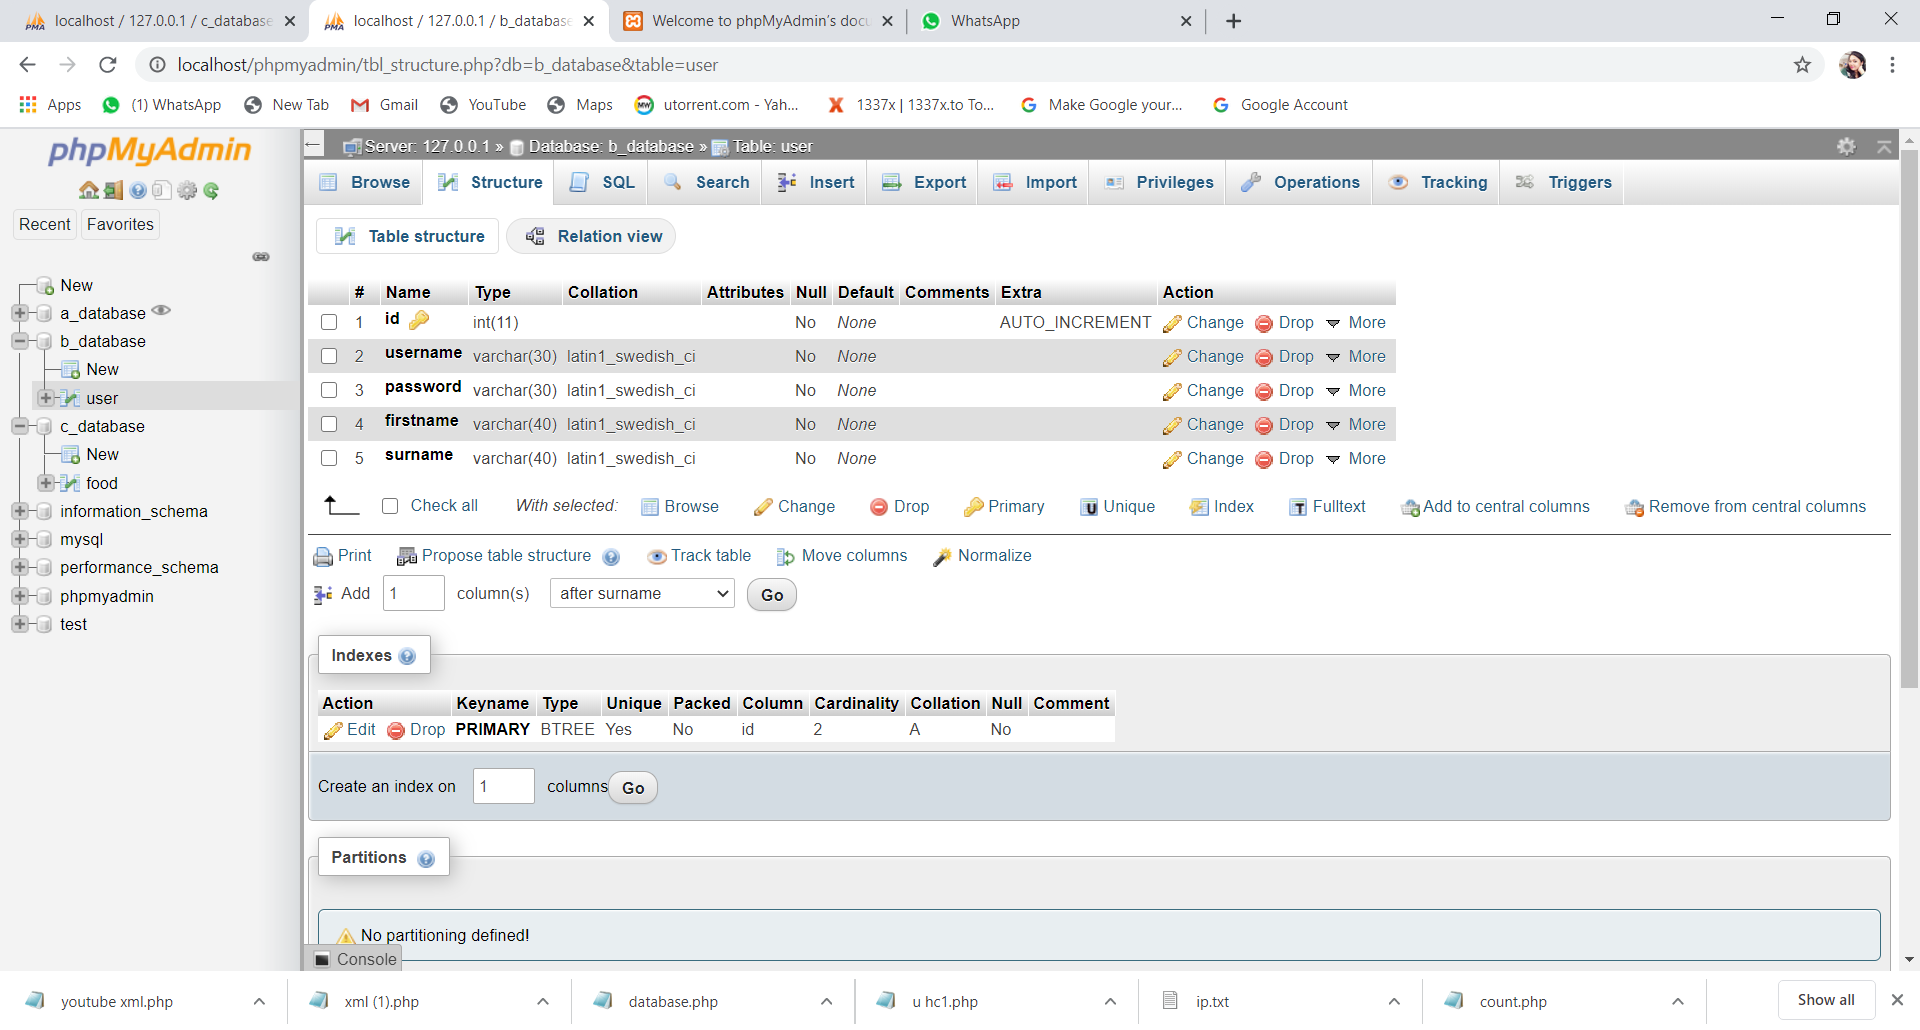 localhost / 127.0.0.1 / c_database
localhost / 127.0.0.1 / b_database
Welcome to phpMyAdmin's docu
WhatsApp
localhost/phpmyadmin/tbl_structure.php?db=b_database&table=user
Apps
(1) WhatsApp
New Tab
Gmail
YouTube
Maps
utorrent.com - Yah...
1337x | 1337x.to To...
Make Google your...
Google Account
phpMyAdmin
Recent
Favorites
New
a_database
b_database
New
user
c_database
New
food
information_schema
mysql
performance_schema
phpmyadmin
test
Server: 127.0.0.1 » Database: b_database » Table: user
Browse Structure SQL Search Insert Export Import Privileges Operations Tracking Triggers
Table structure Relation view
# Name Type Collation Attributes Null Default Comments Extra Action
1 id int(11) No None AUTO_INCREMENT Change Drop More
2 username varchar(30) latin1_swedish_ci No None Change Drop More
3 password varchar(30) latin1_swedish_ci No None Change Drop More
4 firstname varchar(40) latin1_swedish_ci No None Change Drop More
5 surname varchar(40) latin1_swedish_ci No None Change Drop More
Check all With selected: Browse Change Drop Primary Unique Index Fulltext Add to central columns Remove from central columns
Print Propose table structure Track table Move columns Normalize
Add 1 column(s) after surname Go
Indexes
Action Keyname Type Unique Packed Column Cardinality Collation Null Comment
Edit Drop PRIMARY BTREE Yes No id 2 A No
Create an index on 1 columns Go
Partitions
No partitioning defined!
Console
youtube xml.php
xml (1).php
database.php
u hc1.php
ip.txt
count.php
Show all